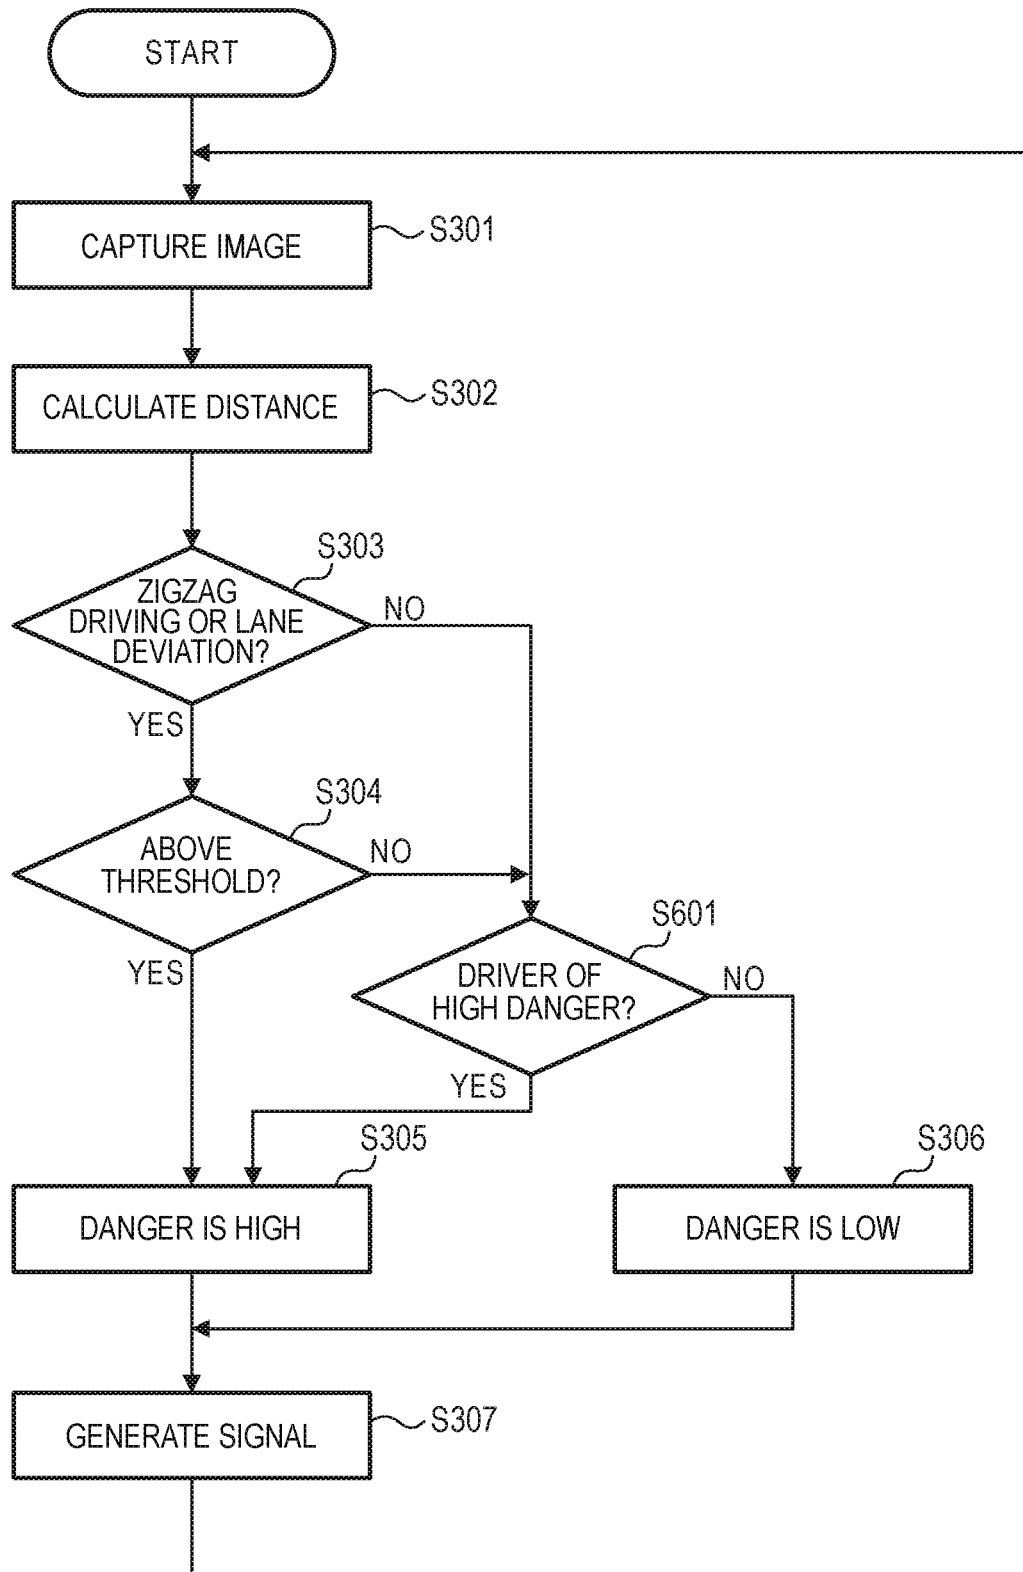 START
CAPTURE IMAGE
S301
CALCULATE DISTANCE
S302
S303
ZIGZAG
DRIVING OR LANE
DEVIATION?
NO
YES
S304
ABOVE
THRESHOLD?
NO
YES
S601
DRIVER OF
HIGH DANGER?
NO
YES
S305
DANGER IS HIGH
S306
DANGER IS LOW
GENERATE SIGNAL
S307